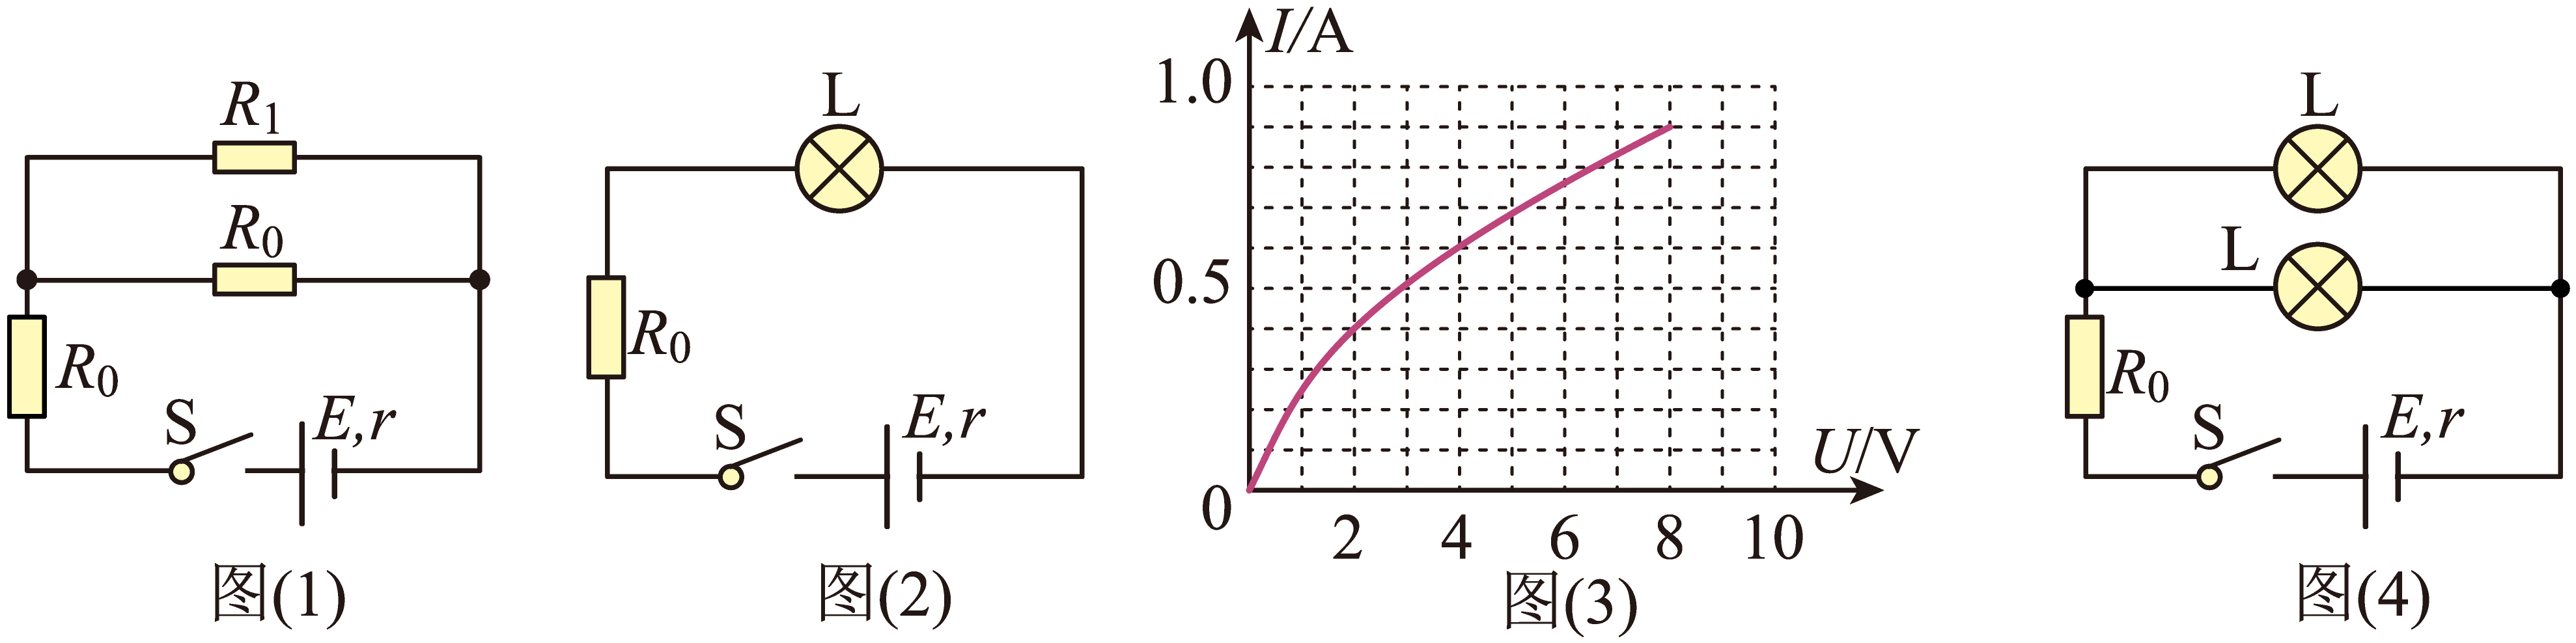 R₁
R₀
R₀
S
E,r
图(1)
L
R₀
S
E,r
图(2)
I/A
1.0
0.5
0
2 4 6 8 10
U/V
图(3)
L
L
R₀
S
E,r
图(4)